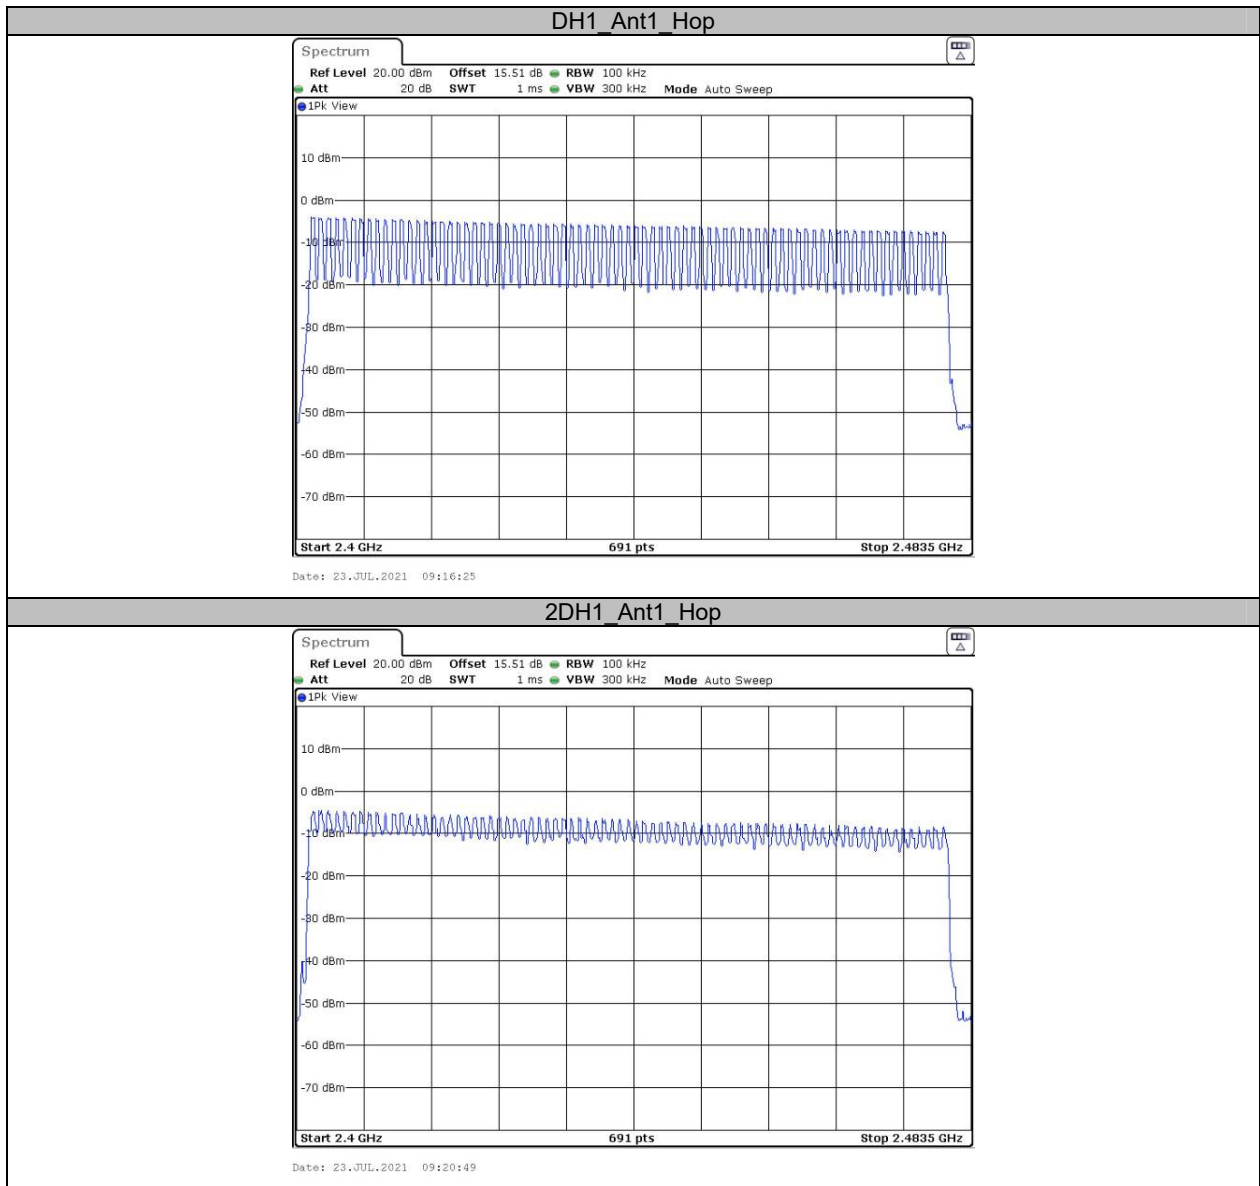 DH1_Ant1_Hop
Spectrum
Ref Level 20.00 dBm Offset 15.51 dB RBW 100 kHz
Att 20 dB SWT 1 ms VBW 300 kHz Mode Auto Sweep
1Pk View
10 dBm
0 dBm
-10 dBm
-20 dBm
-30 dBm
-40 dBm
-50 dBm
-60 dBm
-70 dBm
Start 2.4 GHz 691 pts Stop 2.4835 GHz
Date: 23.JUL.2021 09:16:25
2DH1_Ant1_Hop
Spectrum
Ref Level 20.00 dBm Offset 15.51 dB RBW 100 kHz
Att 20 dB SWT 1 ms VBW 300 kHz Mode Auto Sweep
1Pk View
10 dBm
0 dBm
-10 dBm
-20 dBm
-30 dBm
-40 dBm
-50 dBm
-60 dBm
-70 dBm
Start 2.4 GHz 691 pts Stop 2.4835 GHz
Date: 23.JUL.2021 09:20:49